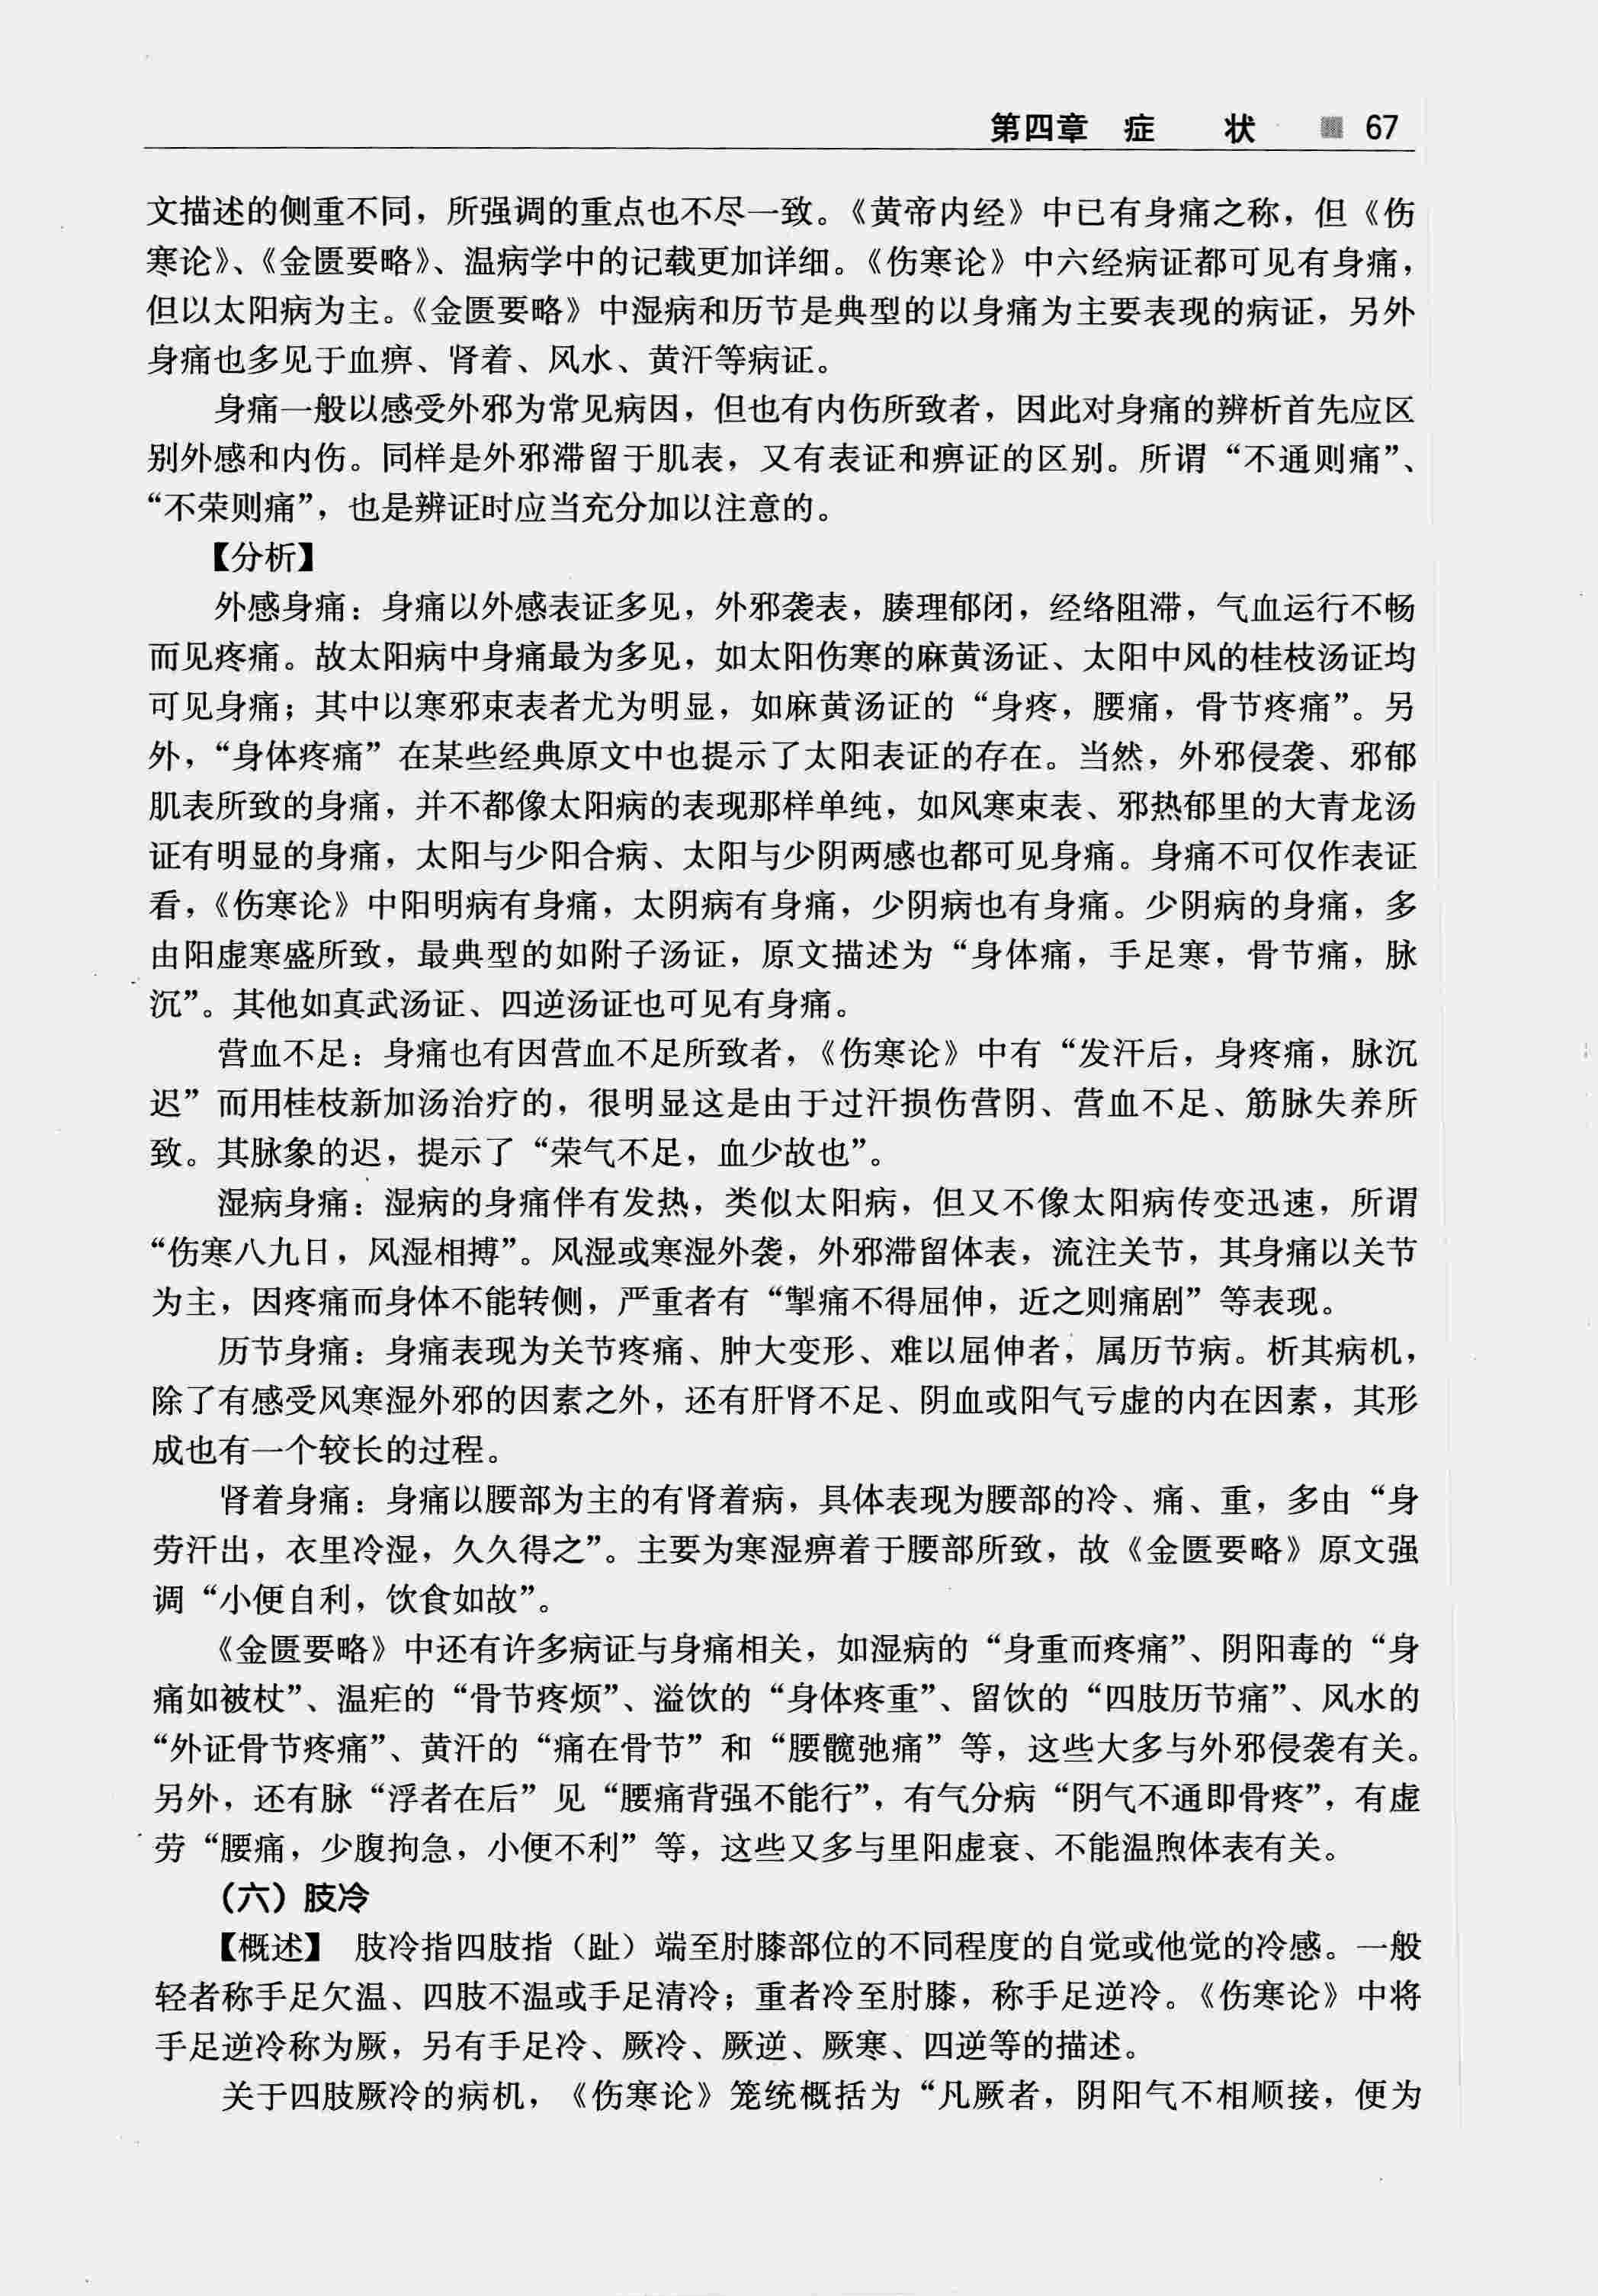 第四章 症 状 67
文描述的侧重不同，所强调的重点也不尽一致。《黄帝内经》中已有身痛之称，但《伤
寒论》、《金匮要略》、温病学中的记载更加详细。《伤寒论》中六经病证都可见有身痛，
但以太阳病为主。《金匮要略》中湿病和历节是典型的以身痛为主要表现的病证，另外
身痛也多见于血痹、肾着、风水、黄汗等病证。
身痛一般以感受外邪为常见病因，但也有内伤所致者，因此对身痛的辨析首先应区
别外感和内伤。同样是外邪滞留于肌表，又有表证和痹证的区别。所谓“不通则痛”、
“不荣则痛”，也是辨证时应当充分加以注意的。
【分析】
外感身痛：身痛以外感表证多见，外邪袭表，腠理郁闭，经络阻滞，气血运行不畅
而见疼痛。故太阳病中身痛最为多见，如太阳伤寒的麻黄汤证、太阳中风的桂枝汤证均
可见身痛；其中以寒邪束表者尤为明显，如麻黄汤证的“身疼，腰痛，骨节疼痛”。另
外，“身体疼痛”在某些经典原文中也提示了太阳表证的存在。当然，外邪侵袭、邪郁
肌表所致的身痛，并不都像太阳病的表现那样单纯，如风寒束表、邪热郁里的大青龙汤
证有明显的身痛，太阳与少阳合病、太阳与少阴两感也都可见身痛。身痛不可仅作表证
看，《伤寒论》中阳明病有身痛，太阴病有身痛，少阴病也有身痛。少阴病的身痛，多
由阳虚寒盛所致，最典型的如附子汤证，原文描述为“身体痛，手足寒，骨节痛，脉
沉”。其他如真武汤证、四逆汤证也可见有身痛。
营血不足：身痛也有因营血不足所致者，《伤寒论》中有“发汗后，身疼痛，脉沉
迟”而用桂枝新加汤治疗的，很明显这是由于过汗损伤营阴、营血不足、筋脉失养所
致。其脉象的迟，提示了“荣气不足，血少故也”。
湿病身痛：湿病的身痛伴有发热，类似太阳病，但又不像太阳病传变迅速，所谓
“伤寒八九日，风湿相搏”。风湿或寒湿外袭，外邪滞留体表，流注关节，其身痛以关节
为主，因疼痛而身体不能转侧，严重者有“掣痛不得屈伸，近之则痛剧”等表现。
历节身痛：身痛表现为关节疼痛、肿大变形、难以屈伸者，属历节病。析其病机，
除了有感受风寒湿外邪的因素之外，还有肝肾不足、阴血或阳气亏虚的内在因素，其形
成也有一个较长的过程。
肾着身痛：身痛以腰部为主的有肾着病，具体表现为腰部的冷、痛、重，多由“身
劳汗出，衣里冷湿，久久得之”。主要为寒湿痹着于腰部所致，故《金匮要略》原文强
调“小便自利，饮食如故”。
《金匮要略》中还有许多病证与身痛相关，如湿病的“身重而疼痛”、阴阳毒的“身
痛如被杖”、温疟的“骨节疼烦”、溢饮的“身体疼重”、留饮的“四肢历节痛”、风水的
“外证骨节疼痛”、黄汗的“痛在骨节”和“腰髋弛痛”等，这些大多与外邪侵袭有关。
另外，还有脉“浮者在后”见“腰痛背强不能行”，有气分病“阴气不通即骨疼”，有虚
劳“腰痛，少腹拘急，小便不利”等，这些又多与里阳虚衰、不能温煦体表有关。
（六）肢冷
【概述】 肢冷指四肢指（趾）端至肘膝部位的不同程度的自觉或他觉的冷感。一般
轻者称手足欠温、四肢不温或手足清冷；重者冷至肘膝，称手足逆冷。《伤寒论》中将
手足逆冷称为厥，另有手足冷、厥冷、厥逆、厥寒、四逆等的描述。
关于四肢厥冷的病机，《伤寒论》笼统概括为“凡厥者，阴阳气不相顺接，便为